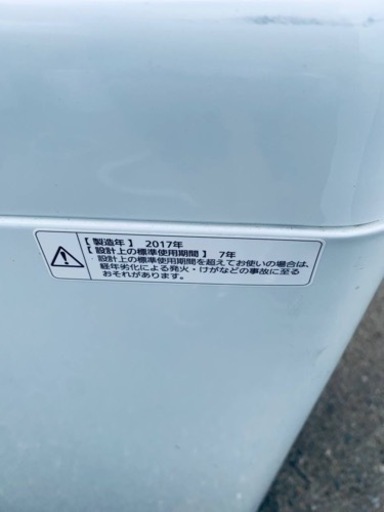 【 製造年 】 2017年
【 設計上の標準使用期間 】 7年
設計上の標準使用期間を超えてお使いの場合は、
経年劣化による発火・けがなどの事故に至る
おそれがあります。